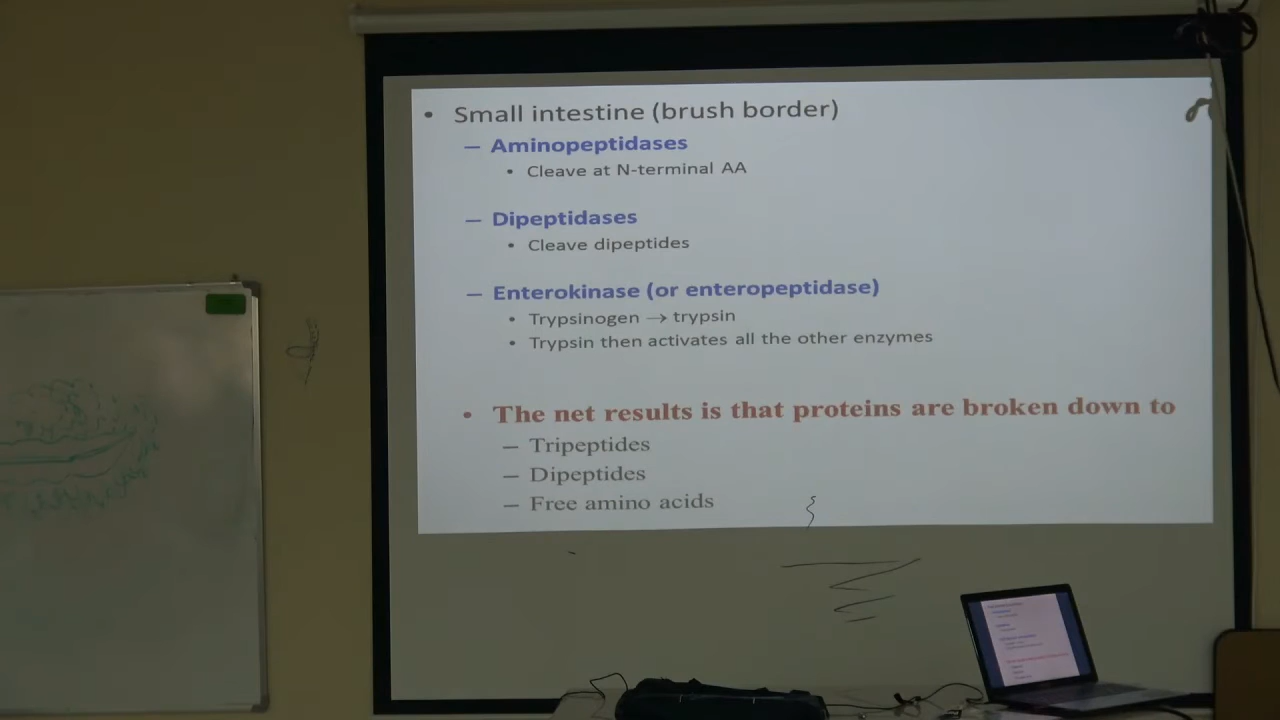 • Small intestine (brush border)
– Aminopeptidases
• Cleave at N-terminal AA
– Dipeptidases
• Cleave dipeptides
– Enterokinase (or enteropeptidase)
• Trypsinogen → trypsin
• Trypsin then activates all the other enzymes
• The net results is that proteins are broken down to
– Tripeptides
– Dipeptides
– Free amino acids